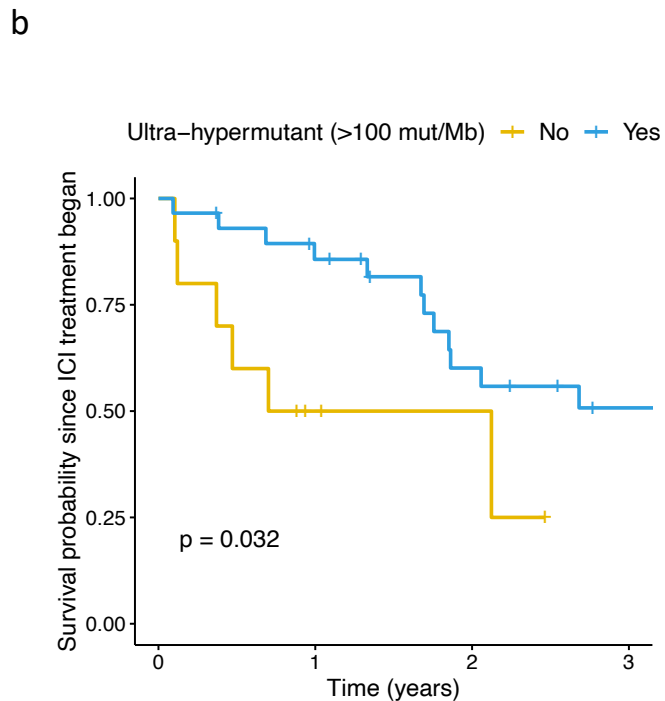 b
Ultra−hypermutant (>100 mut/Mb) No Yes
Survival probability since ICI treatment began
1.00
0.75
0.50
0.25
0.00
p = 0.032
0 1 2 3
Time (years)